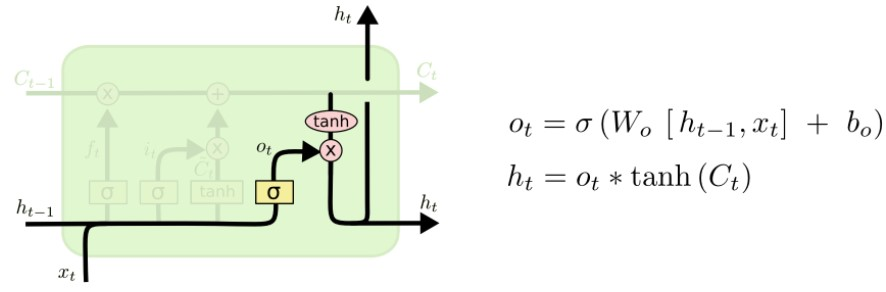 h_t
C_{t-1}
C_t
x
+
tanh
f_t
i_t
C̃_t
x
o_t
x
σ
σ
tanh
σ
h_{t-1}
h_t
x_t
o_t = σ (W_o [ h_{t-1}, x_t ] + b_o)
h_t = o_t * tanh (C_t)